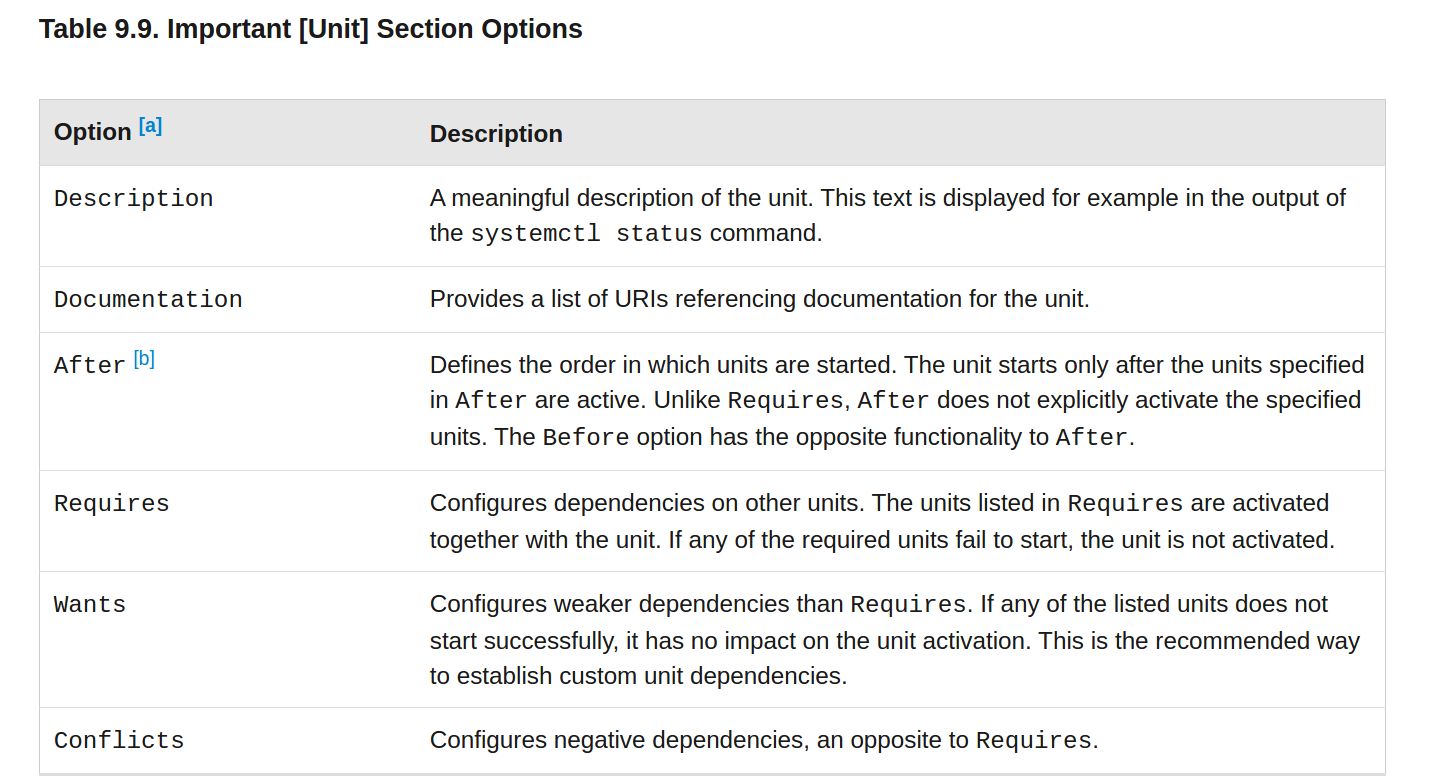 Table 9.9. Important [Unit] Section Options
Option [a] Description
Description A meaningful description of the unit. This text is displayed for example in the output of
the systemctl status command.
Documentation Provides a list of URIs referencing documentation for the unit.
After [b] Defines the order in which units are started. The unit starts only after the units specified
in After are active. Unlike Requires, After does not explicitly activate the specified
units. The Before option has the opposite functionality to After.
Requires Configures dependencies on other units. The units listed in Requires are activated
together with the unit. If any of the required units fail to start, the unit is not activated.
Wants Configures weaker dependencies than Requires. If any of the listed units does not
start successfully, it has no impact on the unit activation. This is the recommended way
to establish custom unit dependencies.
Conflicts Configures negative dependencies, an opposite to Requires.